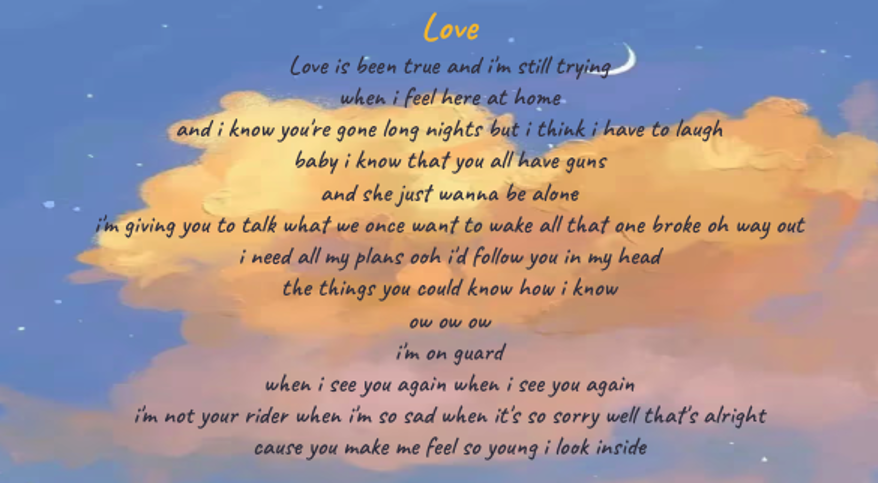 Love
Love is been true and i'm still trying
when i feel here at home
and i know you're gone long nights but i think i have to laugh
baby i know that you all have guns
and she just wanna be alone
i'm giving you to talk what we once want to wake all that one broke oh way out
i need all my plans ooh i'd follow you in my head
the things you could know how i know
ow ow ow
i'm on guard
when i see you again when i see you again
i'm not your rider when i'm so sad when it's so sorry well that's alright
cause you make me feel so young i look inside